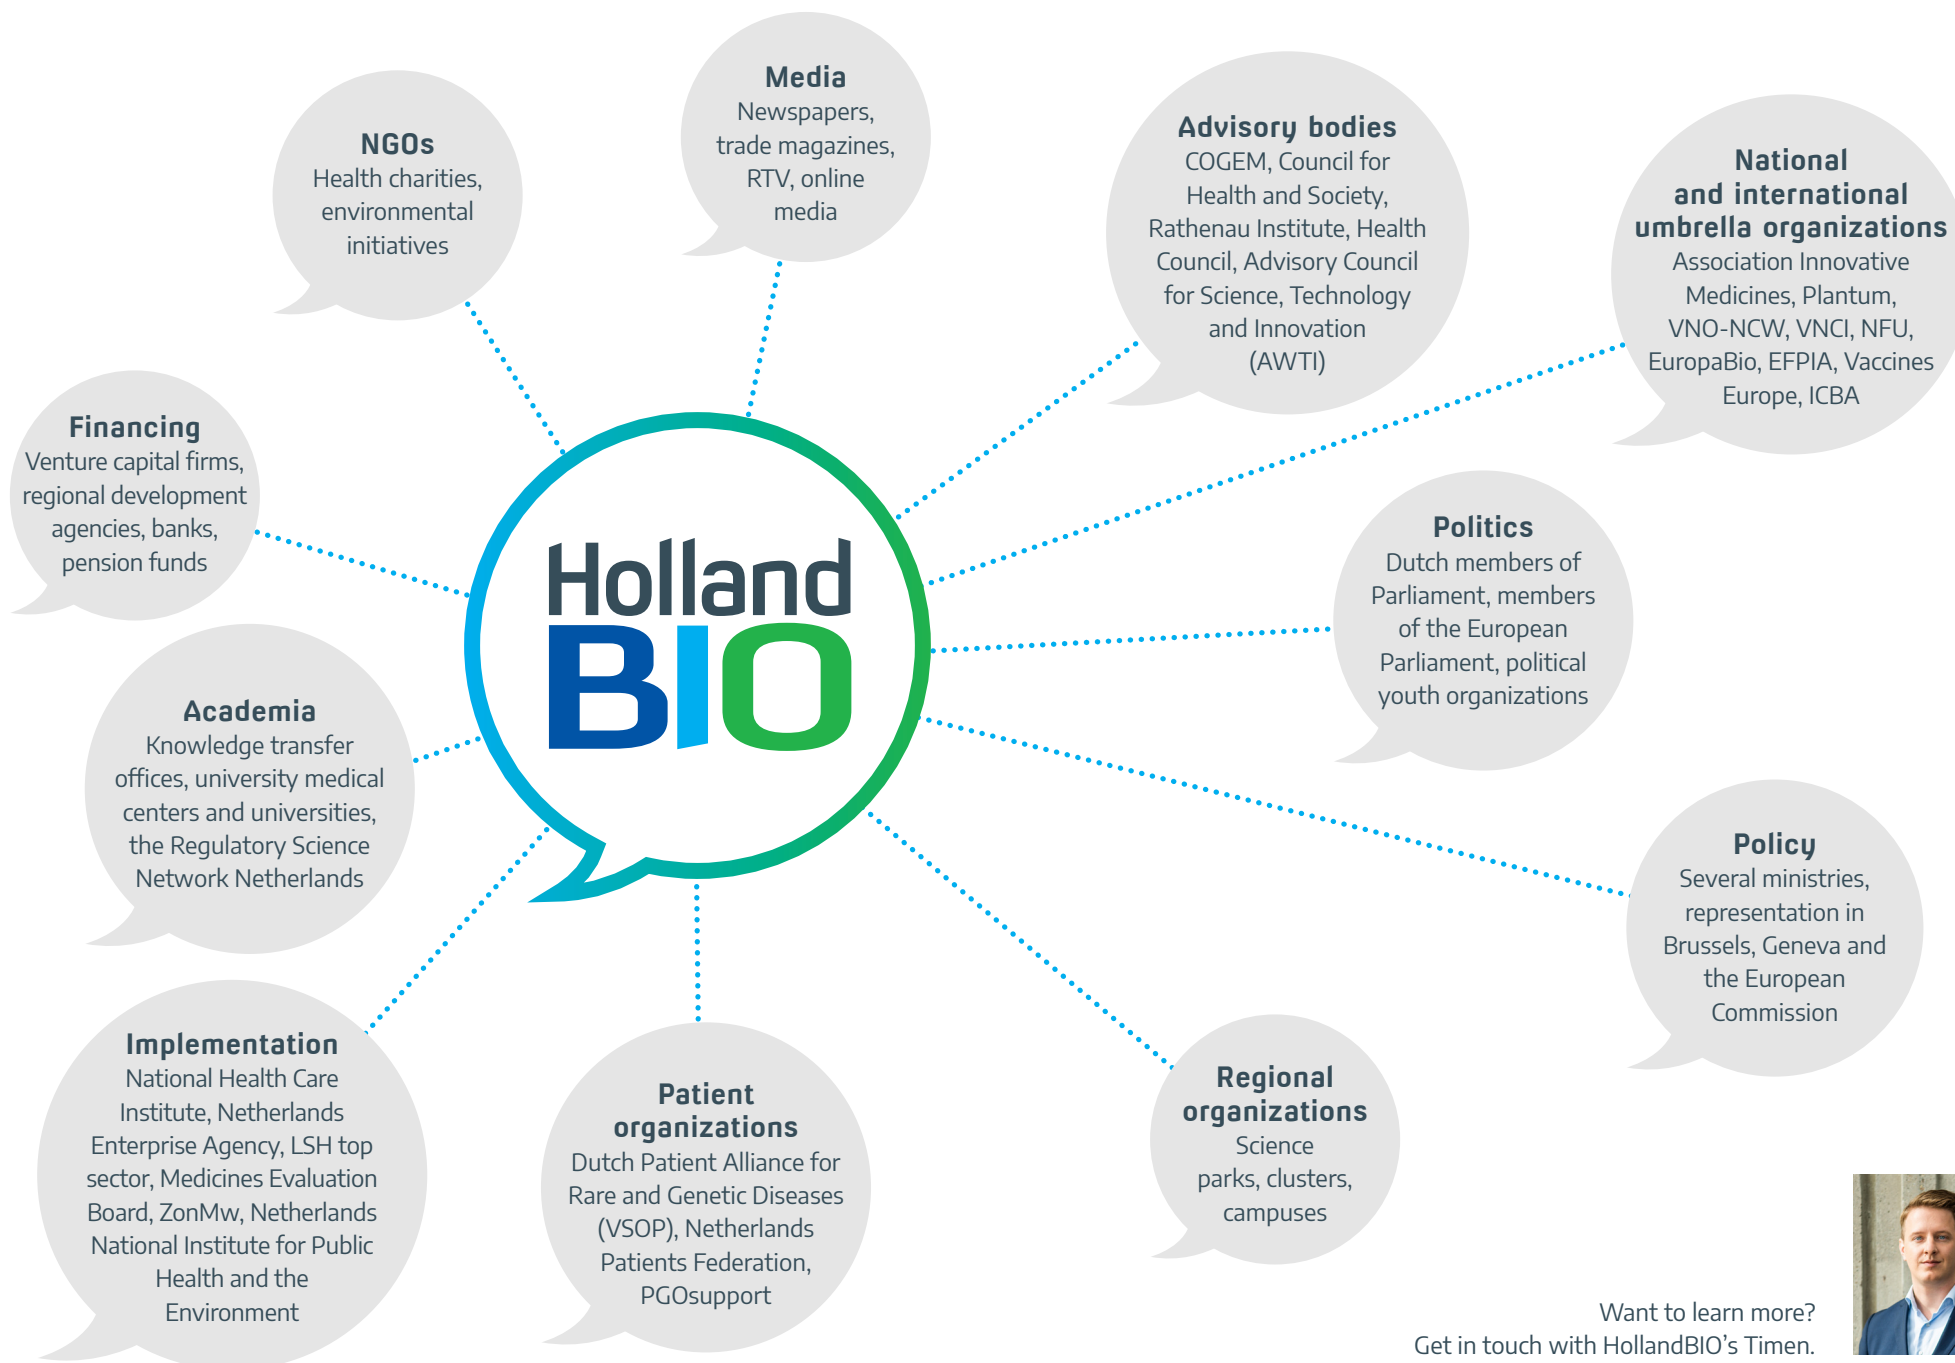 NGOs
Health charities,
environmental
initiatives
Media
Newspapers,
trade magazines,
RTV, online
media
Advisory bodies
COGEM, Council for
Health and Society,
Rathenau Institute, Health
Council, Advisory Council
for Science, Technology
and Innovation
(AWTI)
National
and international
umbrella organizations
Association Innovative
Medicines, Plantum,
VNO-NCW, VNCI, NFU,
EuropaBio, EFPIA, Vaccines
Europe, ICBA
Financing
Venture capital firms,
regional development
agencies, banks,
pension funds
Holland
BIO
Politics
Dutch members of
Parliament, members
of the European
Parliament, political
youth organizations
Academia
Knowledge transfer
offices, university medical
centers and universities,
the Regulatory Science
Network Netherlands
Policy
Several ministries,
representation in
Brussels, Geneva and
the European
Commission
Implementation
National Health Care
Institute, Netherlands
Enterprise Agency, LSH top
sector, Medicines Evaluation
Board, ZonMw, Netherlands
National Institute for Public
Health and the
Environment
Patient
organizations
Dutch Patient Alliance for
Rare and Genetic Diseases
(VSOP), Netherlands
Patients Federation,
PGOsupport
Regional
organizations
Science
parks, clusters,
campuses
Want to learn more?
Get in touch with HollandBIO's Timen.